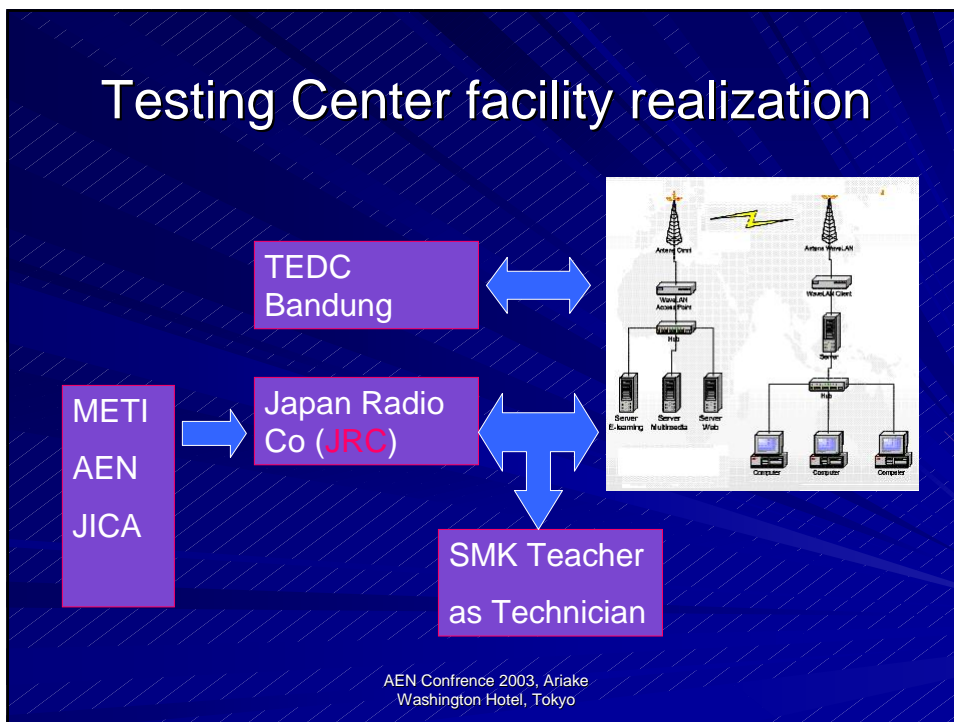 Testing Center facility realization
TEDC
Bandung
METI
AEN
JICA
Japan Radio
Co (JRC)
SMK Teacher
as Technician
Antena Omni
WaveLAN
Access Point
Hub
Server
E-learning
Server
Multimedia
Server
Web
Antena WaveLAN
WaveLAN Client
Server
Hub
Computer
Computer
Computer
AEN Confrence 2003, Ariake
Washington Hotel, Tokyo